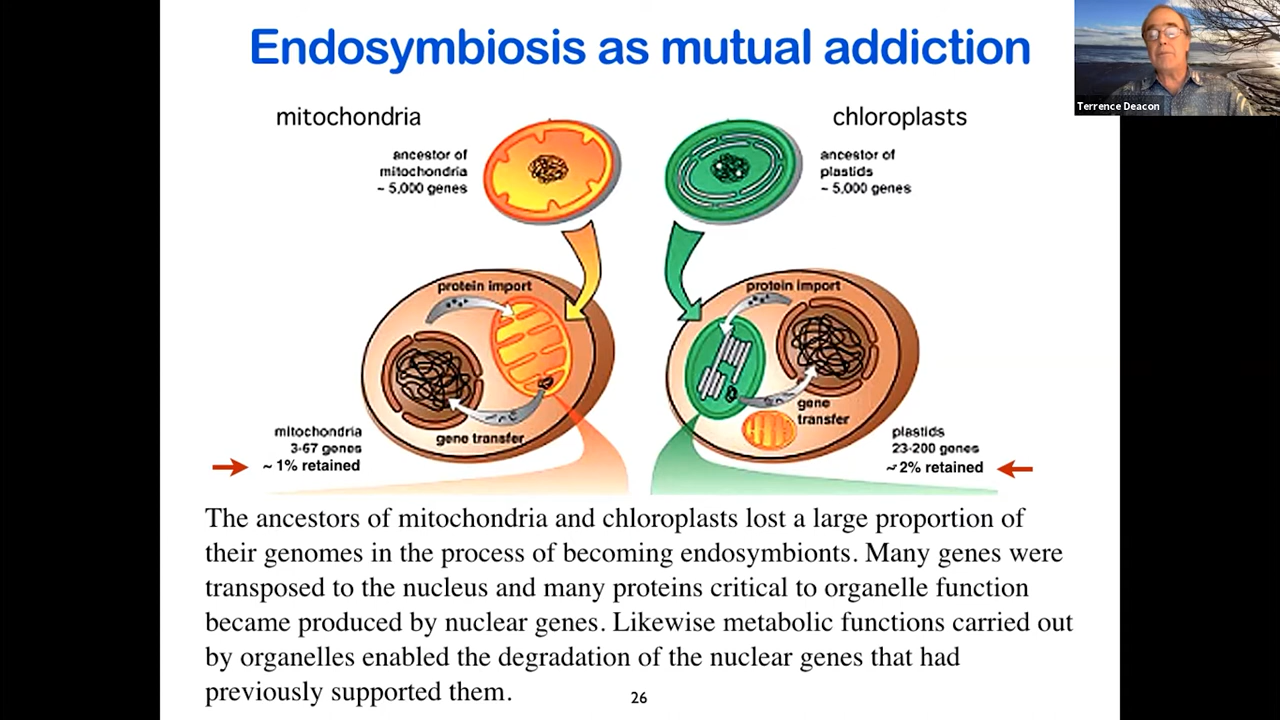 Endosymbiosis as mutual addiction
Terrence Deacon
mitochondria
chloroplasts
ancestor of
mitochondria
~ 5,000 genes
ancestor of
plastids
~ 5,000 genes
protein import
gene transfer
protein import
gene
transfer
mitochondria
3-67 genes
~ 1% retained
plastids
23-200 genes
~ 2% retained
The ancestors of mitochondria and chloroplasts lost a large proportion of
their genomes in the process of becoming endosymbionts. Many genes were
transposed to the nucleus and many proteins critical to organelle function
became produced by nuclear genes. Likewise metabolic functions carried out
by organelles enabled the degradation of the nuclear genes that had
previously supported them.
26